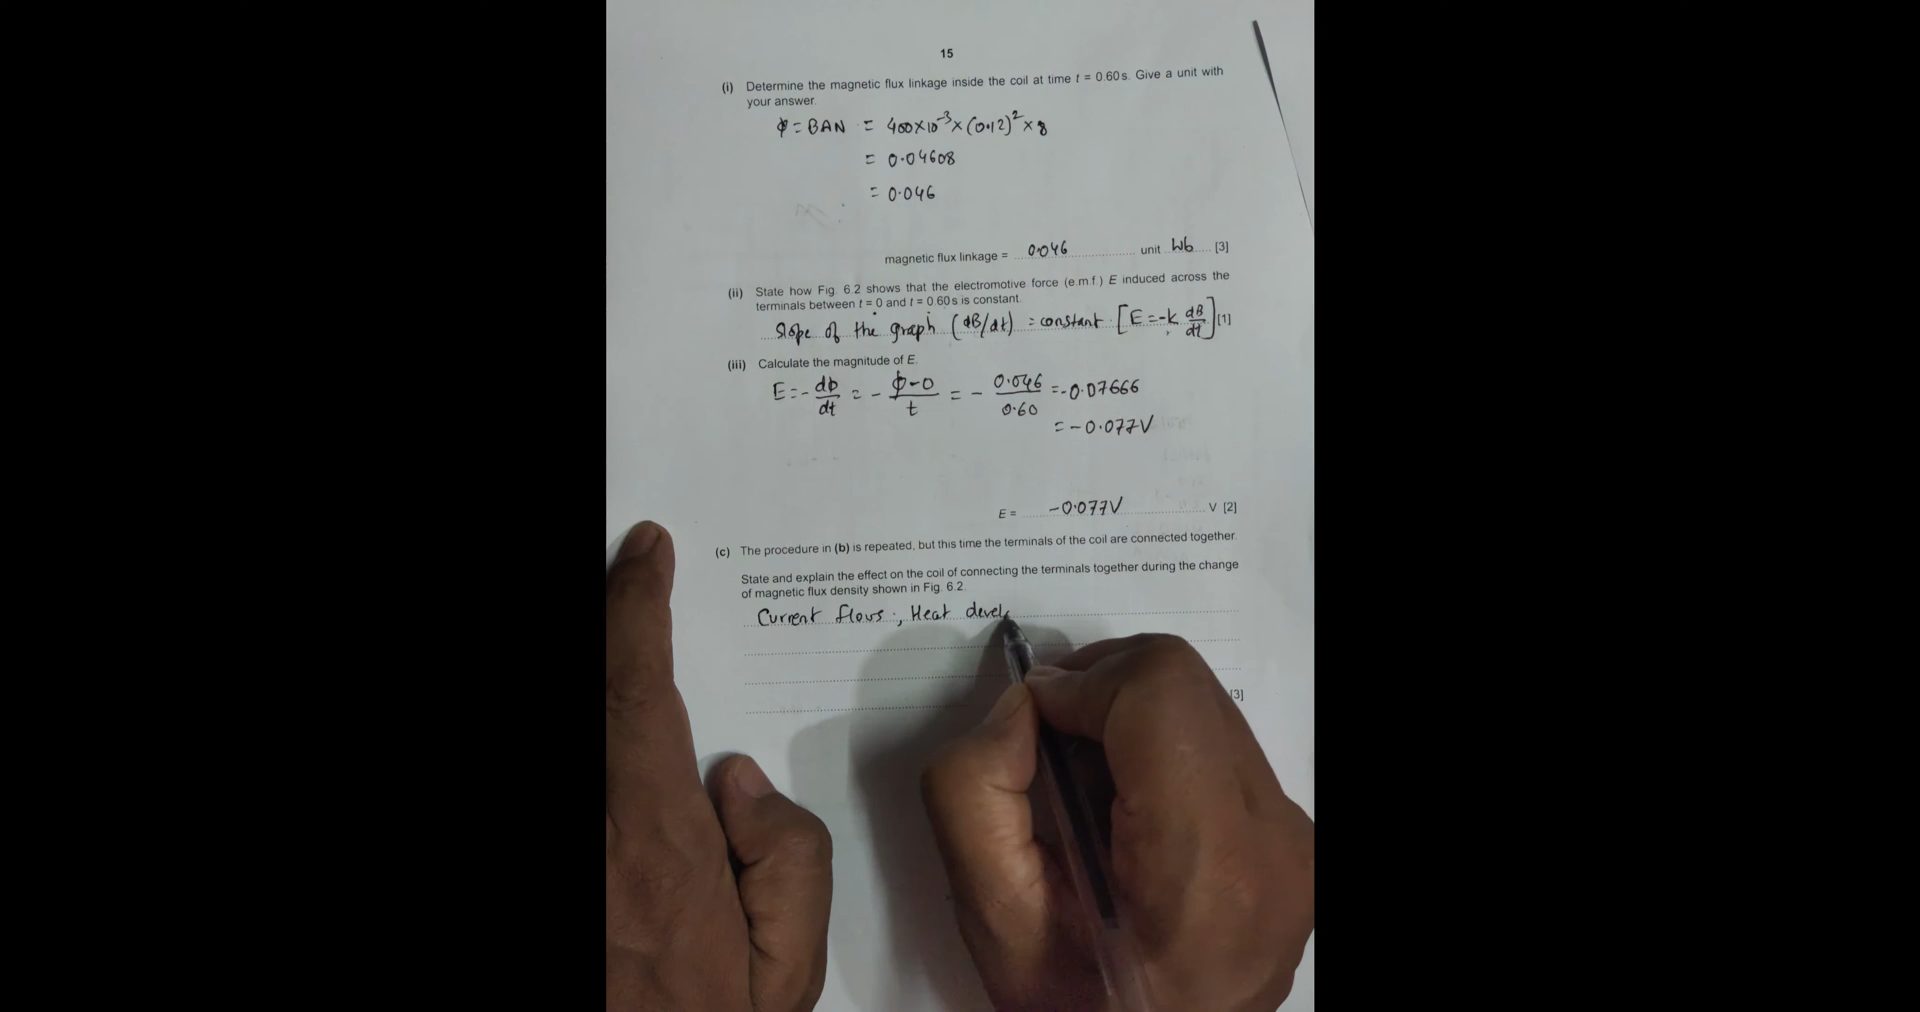 15
(i) Determine the magnetic flux linkage inside the coil at time t = 0.60 s. Give a unit with
your answer.
ϕ = BAN = 400×10⁻³×(0.12)²×8
= 0.04608
= 0.046
magnetic flux linkage = 0.046 unit Wb [3]
(ii) State how Fig. 6.2 shows that the electromotive force (e.m.f.) E induced across the
terminals between t = 0 and t = 0.60 s is constant.
Slope of the graph (dB/dt) = constant. [E = -k dB/dt] [1]
(iii) Calculate the magnitude of E.
E = - dϕ/dt = - ϕ-0/t = - 0.046/0.60 = -0.07666
= -0.077V
E = -0.077V V [2]
(c) The procedure in (b) is repeated, but this time the terminals of the coil are connected together.
State and explain the effect on the coil of connecting the terminals together during the change
of magnetic flux density shown in Fig. 6.2.
Current flows, Heat devel
[3]